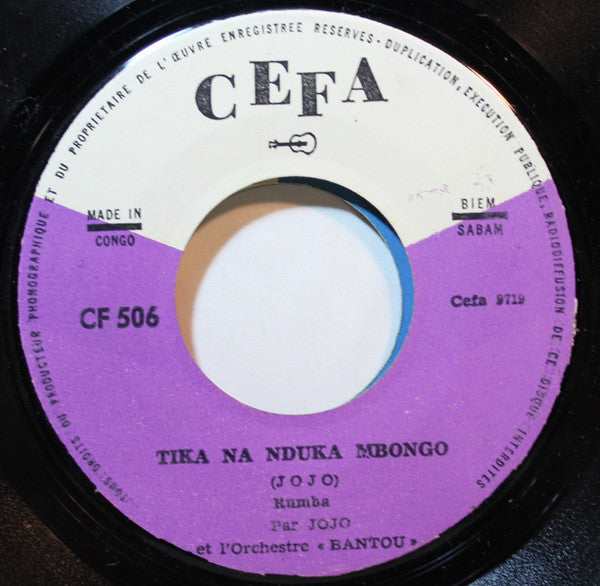 TOUS DROITS DU PRODUCTEUR PHONOGRAPHIQUE ET DU PROPRIETAIRE DE L'ŒUVRE ENREGISTREE RESERVES - DUPLICATION, EXECUTION PUBLIQUE, RADIODIFFUSION DE CE DISQUE INTERDITES
CEFA
MADE IN
CONGO
BIEM
SABAM
CF 506
Cefa 9719
TIKA NA NDUKA MBONGO
(JOJO)
Rumba
Par JOJO
et l'Orchestre « BANTOU »